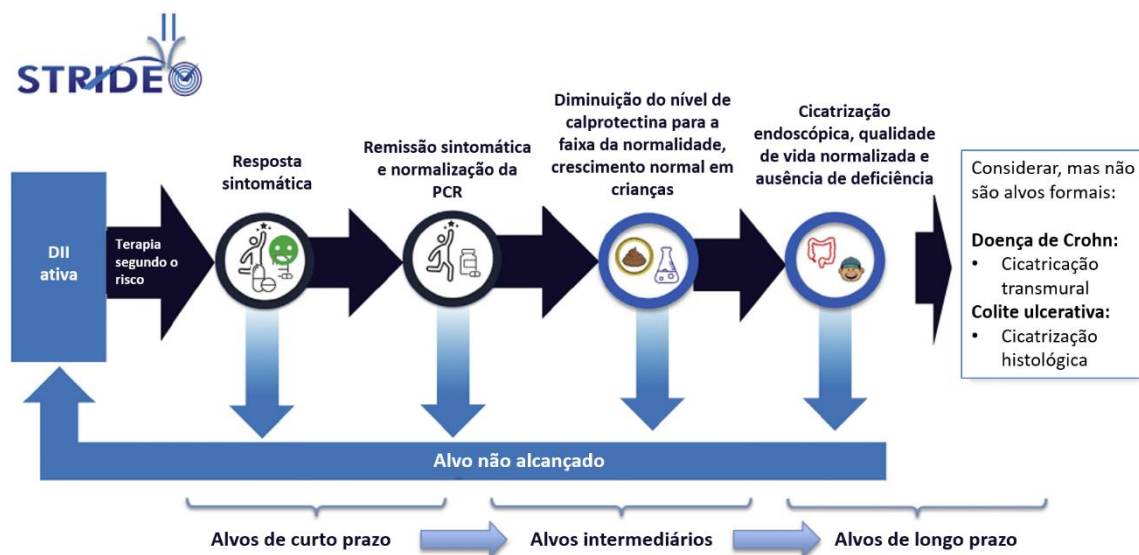 II
STRIDE
Resposta
sintomática
Remissão sintomática
e normalização da
PCR
Diminuição do nível de
calprotectina para a
faixa da normalidade,
crescimento normal em
crianças
Cicatrização
endoscópica, qualidade
de vida normalizada e
ausência de deficiência
DII
ativa
Terapia
segundo o
risco
Considerar, mas não
são alvos formais:
Doença de Crohn:
• Cicatricação
transmural
Colite ulcerativa:
• Cicatrização
histológica
Alvo não alcançado
Alvos de curto prazo
Alvos intermediários
Alvos de longo prazo